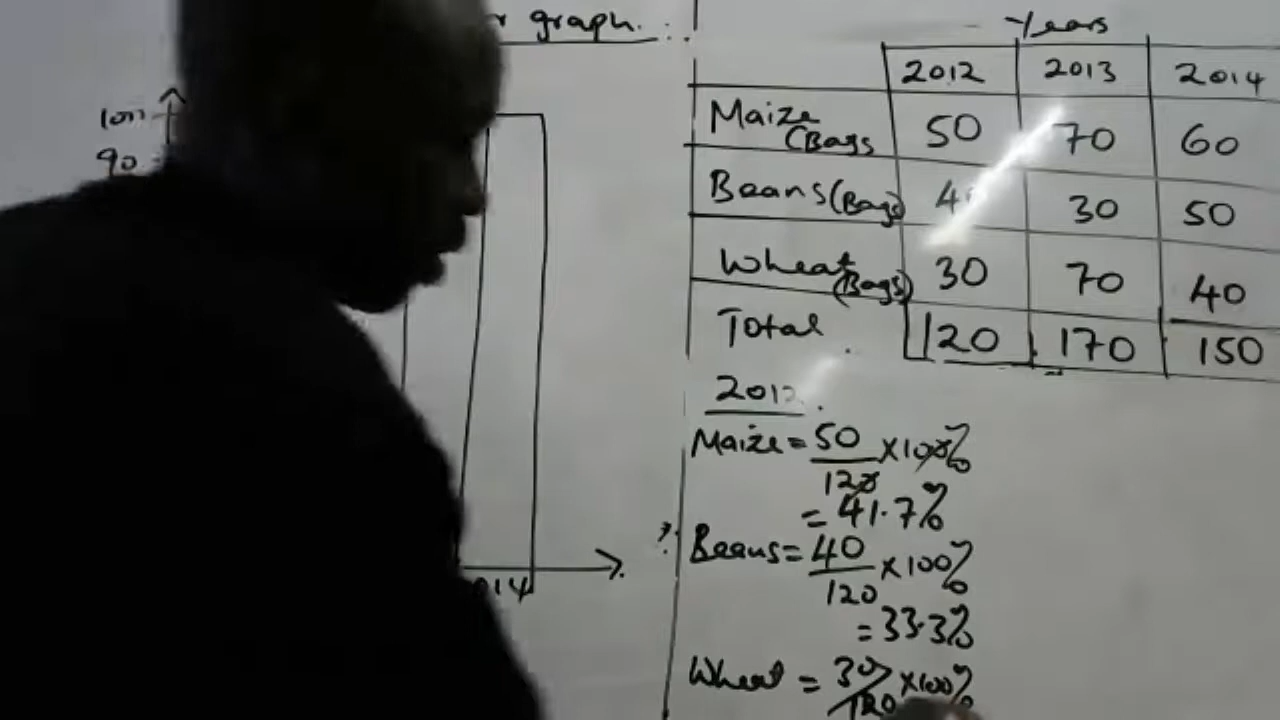 graph.
100
90
014
Years
2012 2013 2014
Maize (Bags 50 70 60
Beans (Bags) 4 30 50
Wheat (Bags) 30 70 40
Total 120 170 150
2012
Maize = 50/120 ×100%
= 41.7%
Beans = 40/120 ×100%
= 33.3%
Wheat = 30/120 ×100%